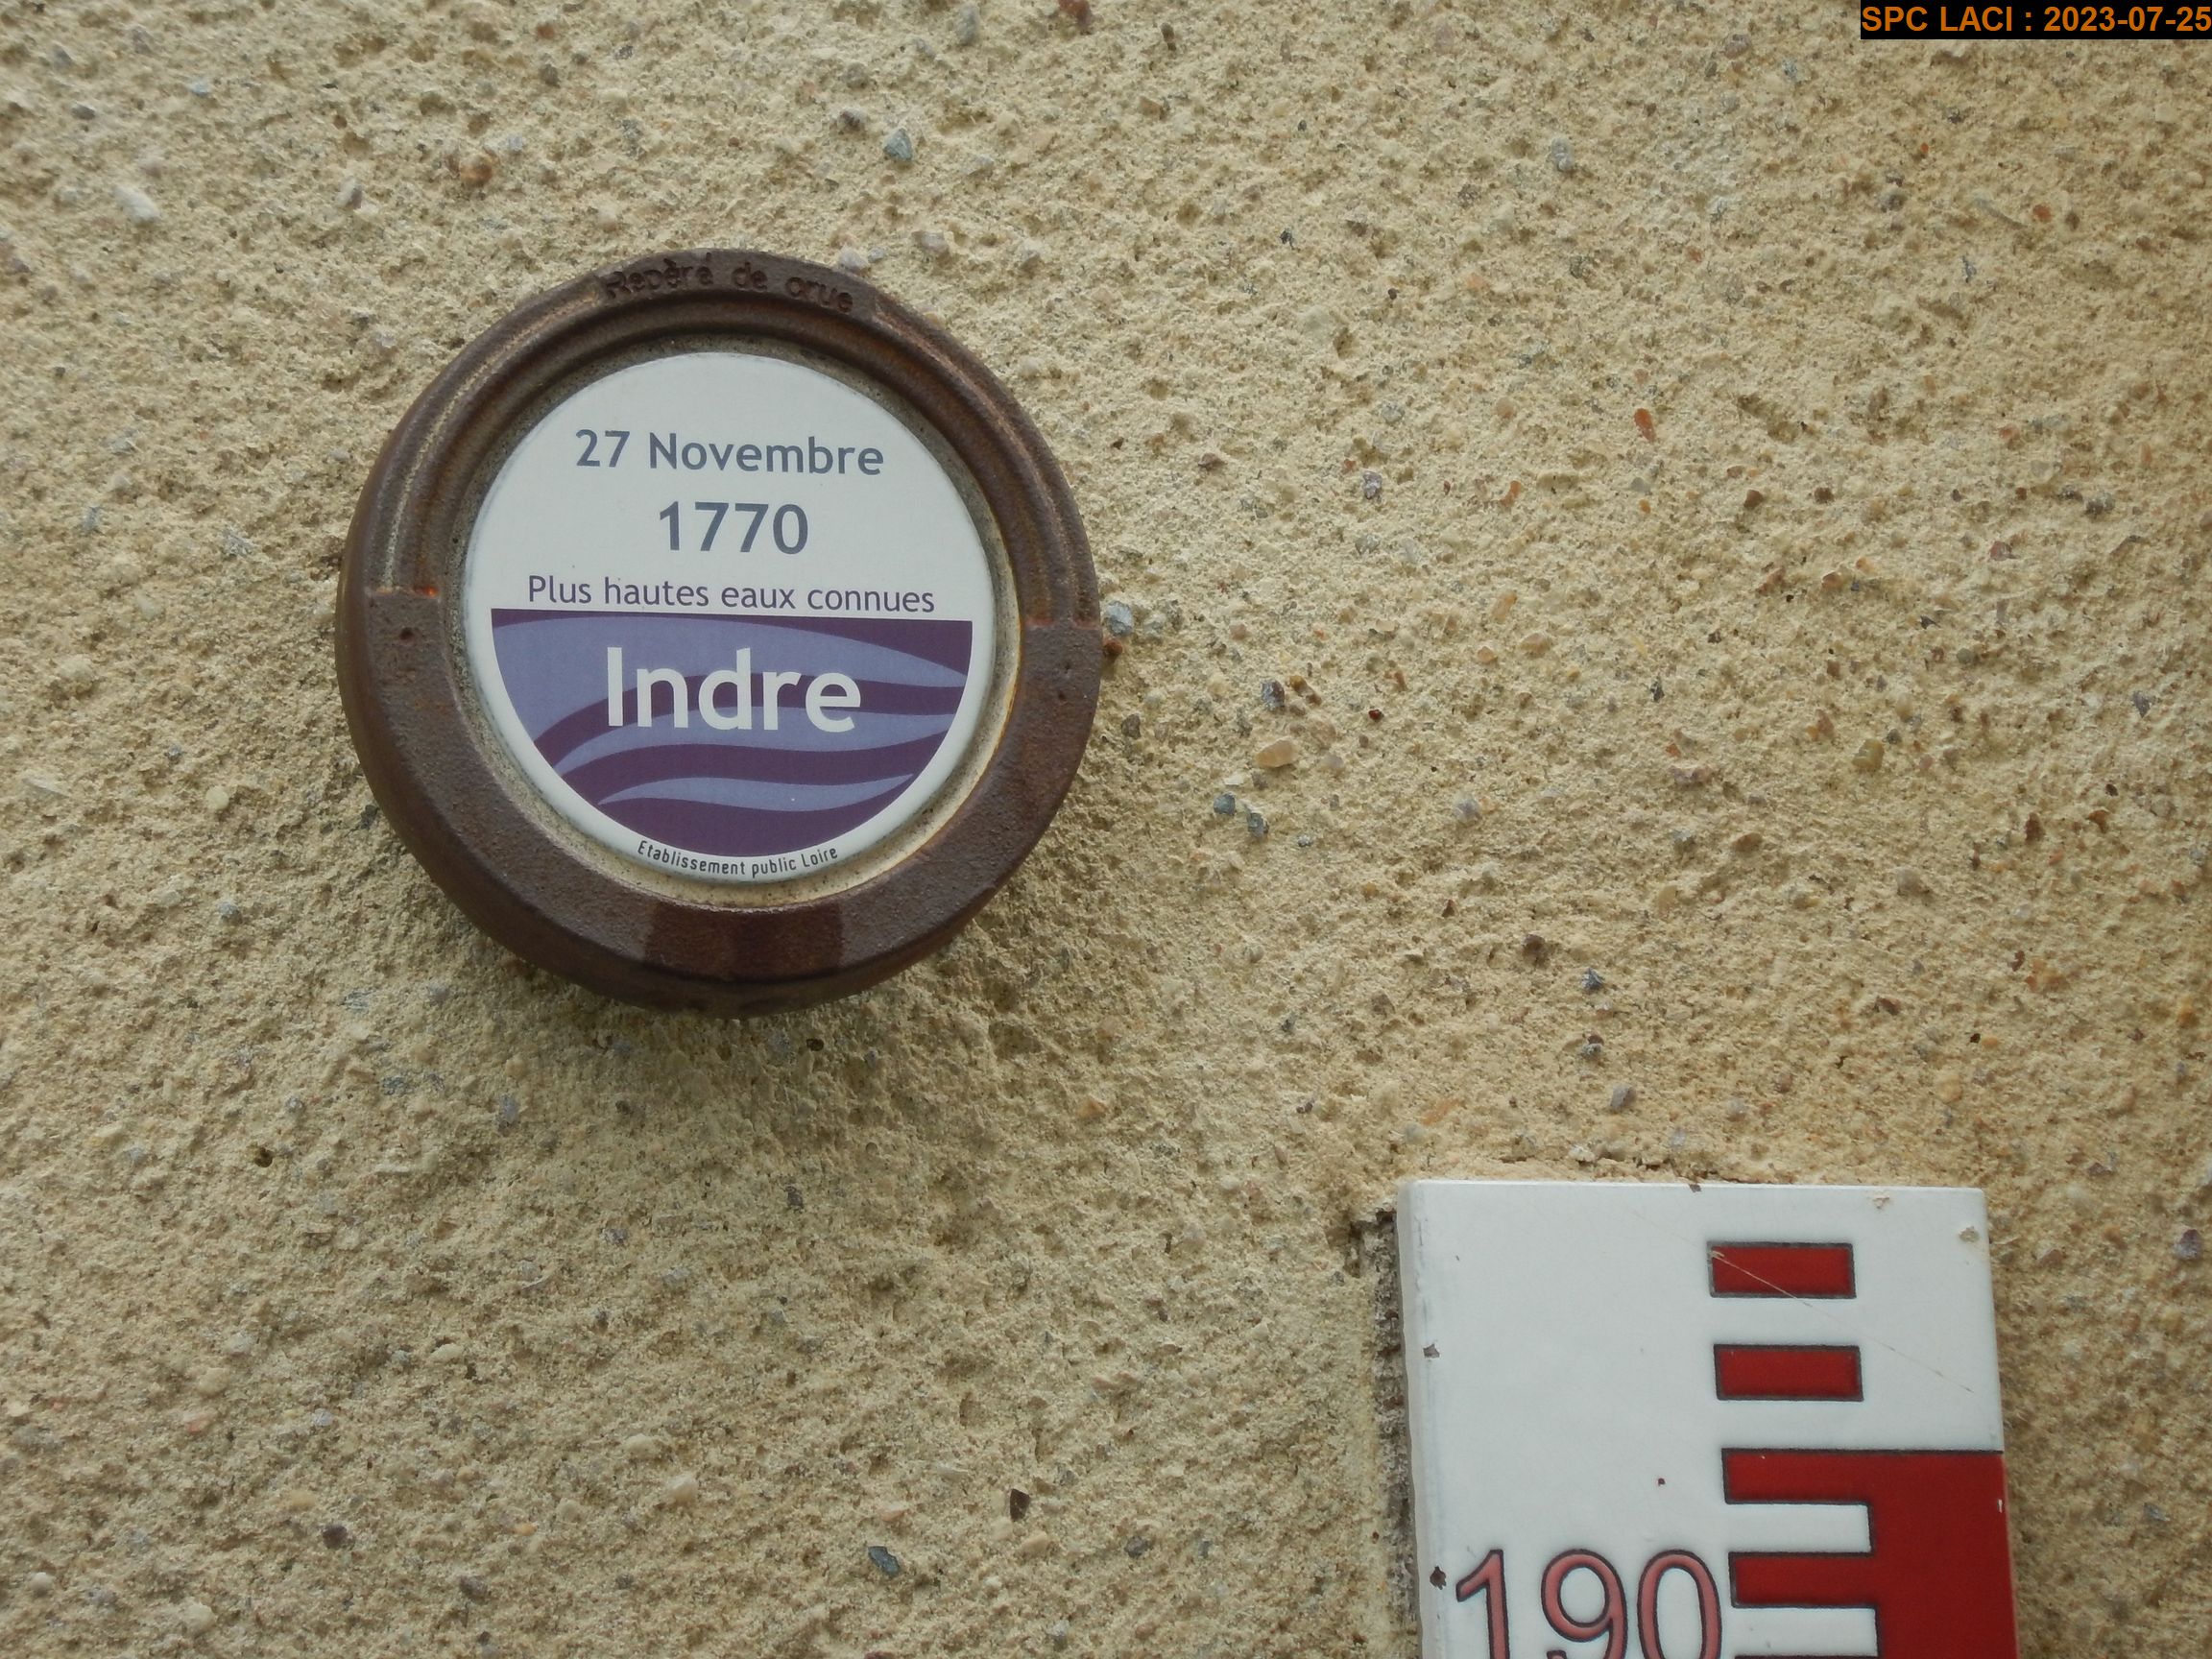 SPC LACI : 2023-07-25
Repère de crue
27 Novembre
1770
Plus hautes eaux connues
Indre
Etablissement public Loire
190